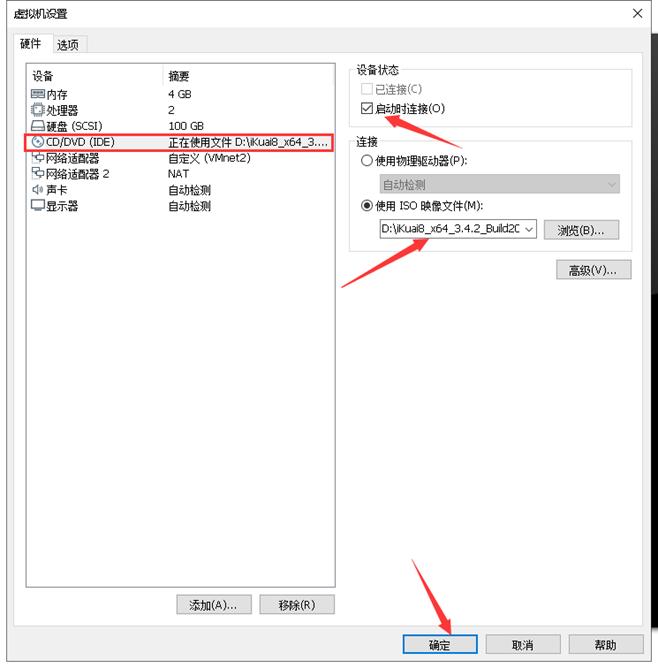 虚拟机设置
硬件 选项
设备 摘要
内存 4 GB
处理器 2
硬盘 (SCSI) 100 GB
CD/DVD (IDE) 正在使用文件 D:\iKuai8_x64_3....
网络适配器 自定义 (VMnet2)
网络适配器 2 NAT
声卡 自动检测
显示器 自动检测
添加(A)... 移除(R)
设备状态
已连接(C)
启动时连接(O)
连接
使用物理驱动器(P):
自动检测
使用 ISO 映像文件(M):
D:\iKuai8_x64_3.4.2_Build20 浏览(B)...
高级(V)...
确定 取消 帮助